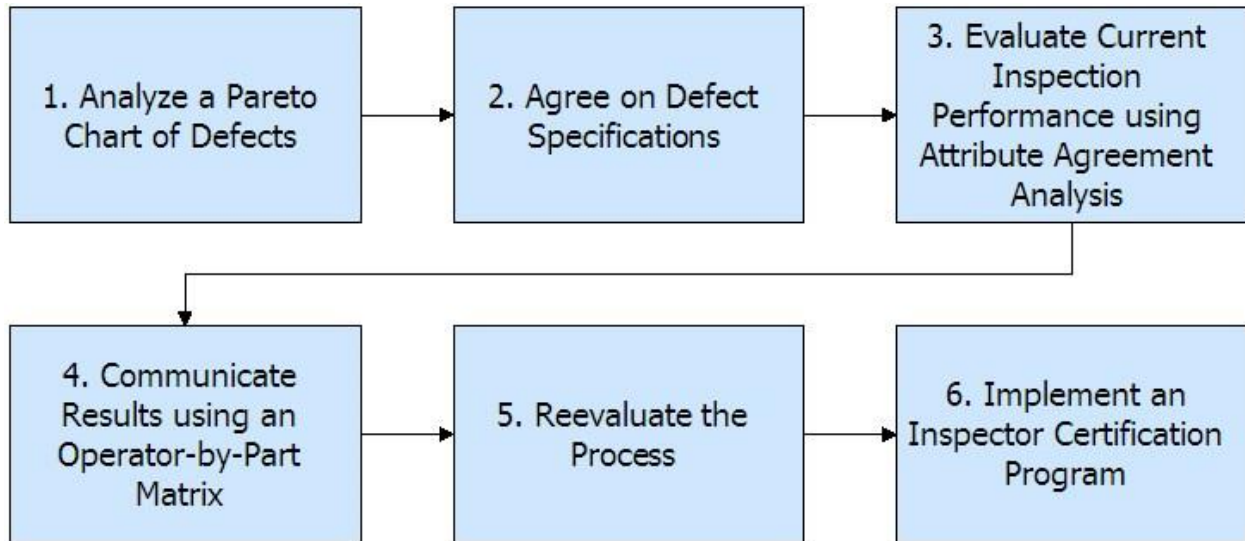 1. Analyze a Pareto
Chart of Defects
2. Agree on Defect
Specifications
3. Evaluate Current
Inspection
Performance using
Attribute Agreement
Analysis
4. Communicate
Results using an
Operator-by-Part
Matrix
5. Reevaluate the
Process
6. Implement an
Inspector Certification
Program